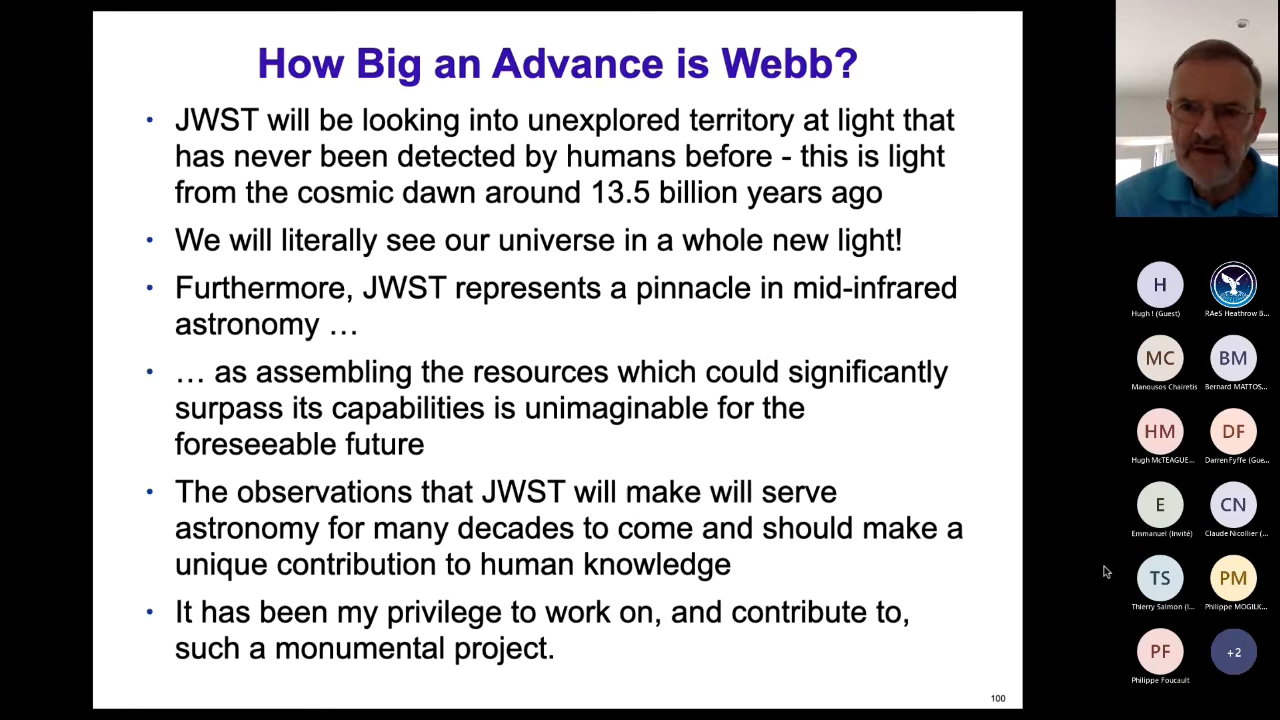 How Big an Advance is Webb?
• JWST will be looking into unexplored territory at light that
has never been detected by humans before - this is light
from the cosmic dawn around 13.5 billion years ago
• We will literally see our universe in a whole new light!
• Furthermore, JWST represents a pinnacle in mid-infrared
astronomy …
• … as assembling the resources which could significantly
surpass its capabilities is unimaginable for the
foreseeable future
• The observations that JWST will make will serve
astronomy for many decades to come and should make a
unique contribution to human knowledge
• It has been my privilege to work on, and contribute to,
such a monumental project.
100
H
Hugh ! (Guest)
RAeS Heathrow B...
MC
Manousos Chairetis
BM
Bernard MATTOS...
HM
Hugh McTEAGUE...
DF
Darren Fyffe (Gue...
E
Emmanuel (Invité)
CN
Claude Nicollier (...
TS
Thierry Salmon (I...
PM
Philippe MOGILK...
PF
Philippe Foucault
+2